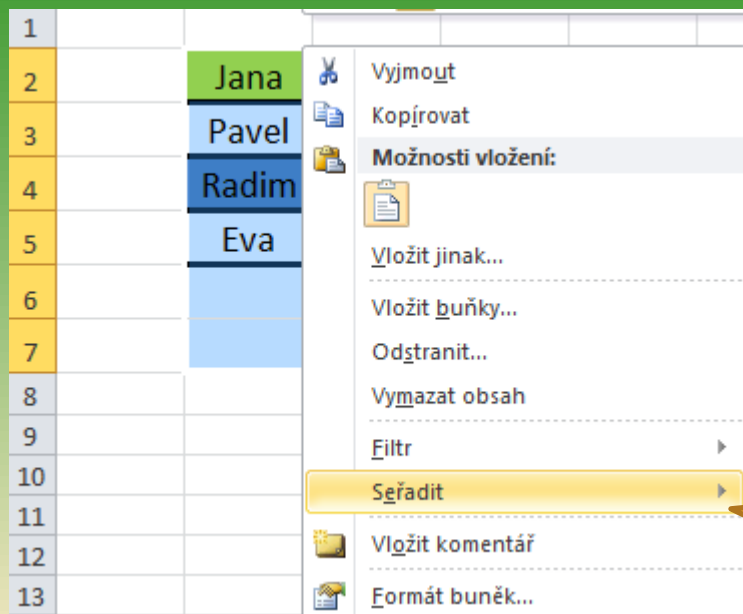 1
2 Jana
3 Pavel
4 Radim
5 Eva
6
7
8
9
10
11
12
13
Vyjmout
Kopírovat
Možnosti vložení:
Vložit jinak...
Vložit buňky...
Odstranit...
Vymazat obsah
Filtr
Seřadit
Vložit komentář
Formát buněk...